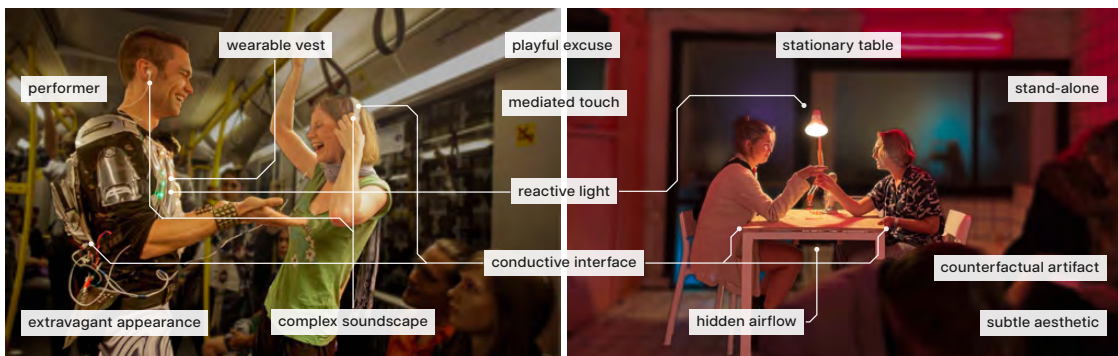 wearable vest
playful excuse
stationary table
performer
stand-alone
mediated touch
reactive light
conductive interface
counterfactual artifact
extravagant appearance
complex soundscape
hidden airflow
subtle aesthetic